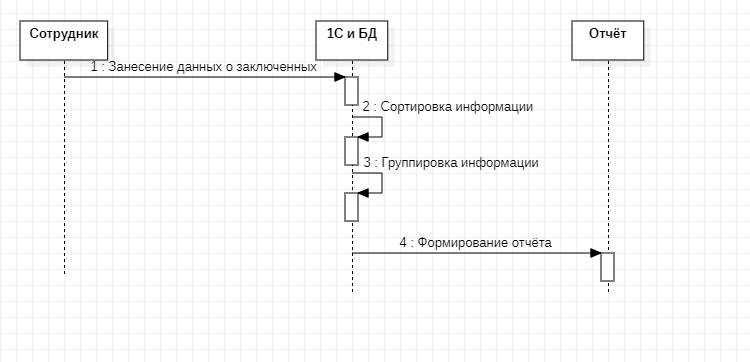 Сотрудник
1С и БД
Отчёт
1 : Занесение данных о заключенных
2 : Сортировка информации
3 : Группировка информации
4 : Формирование отчёта